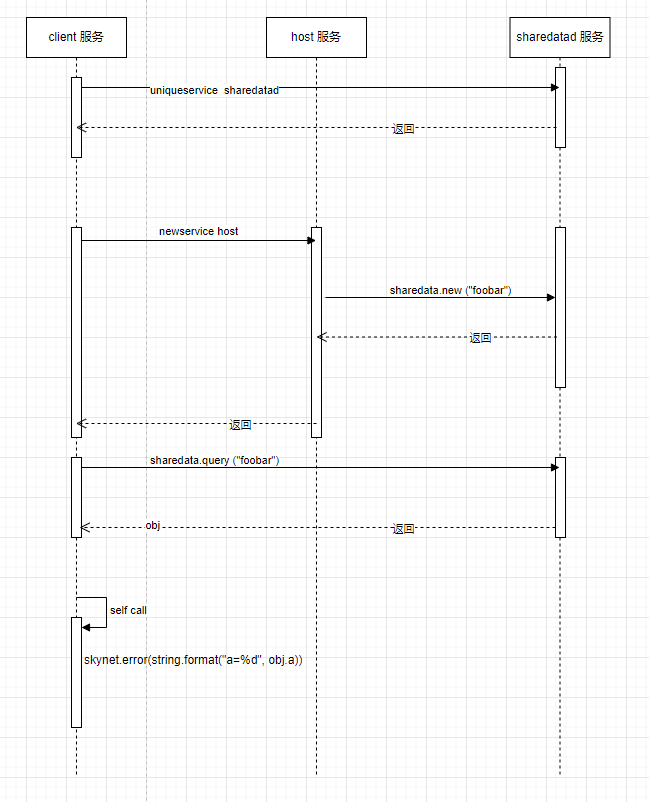 client 服务
host 服务
sharedatad 服务
uniqueservice sharedatad
返回
newservice host
sharedata.new ("foobar")
返回
返回
sharedata.query ("foobar")
obj
返回
self call
skynet.error(string.format("a=%d", obj.a))